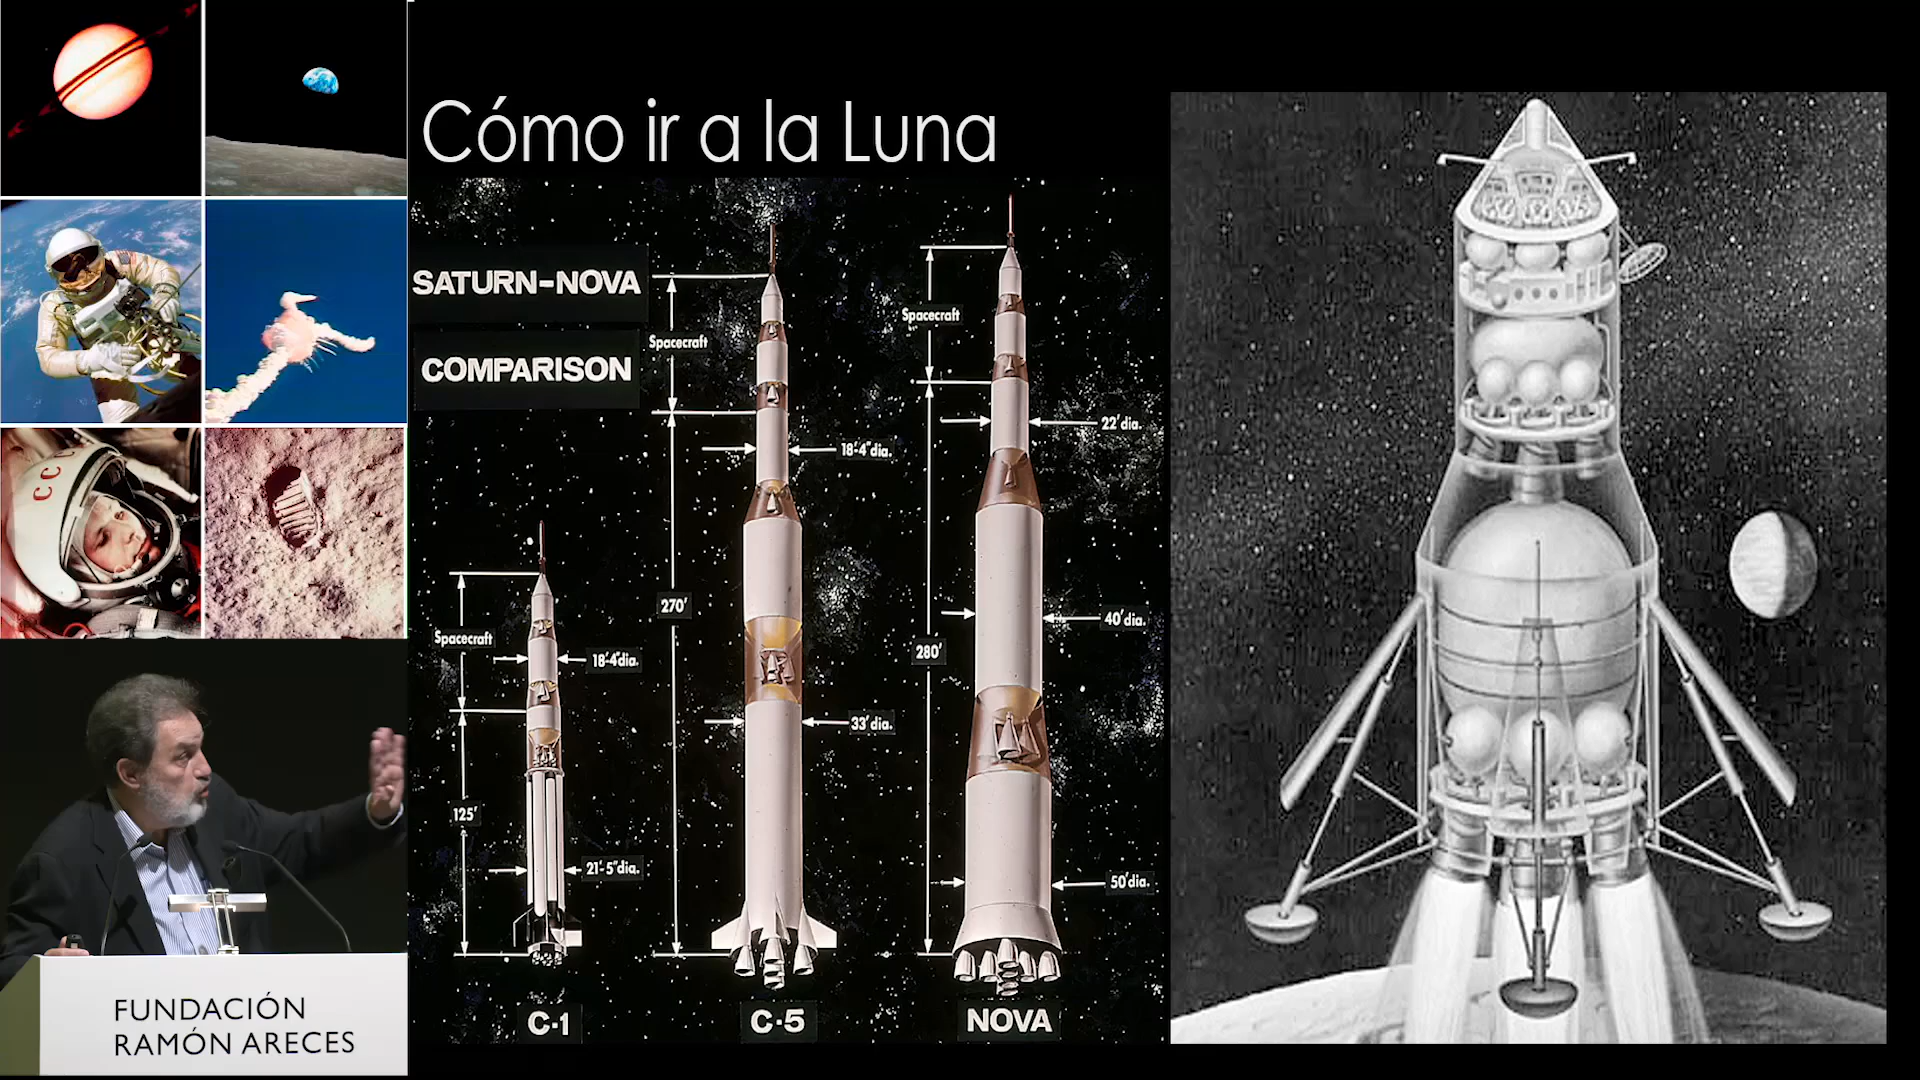 Cómo ir a la Luna
SATURN-NOVA
COMPARISON
Spacecraft
18'-4"dia.
125'
21'-5"dia.
C-1
Spacecraft
18'-4"dia.
270'
33'dia.
C-5
Spacecraft
22'dia.
40'dia.
280'
50'dia.
NOVA
CCC
FUNDACIÓN
RAMÓN ARECES